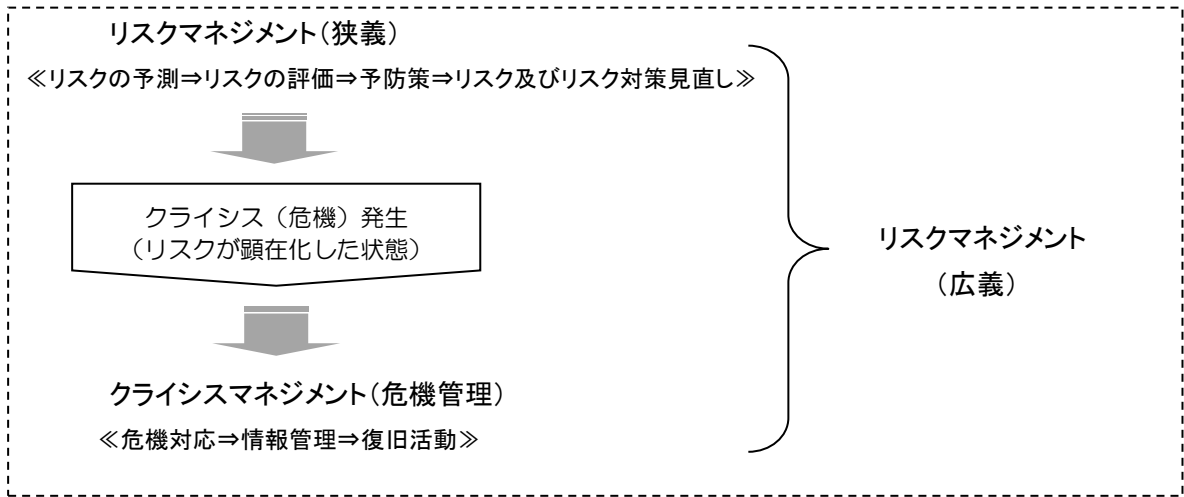 リスクマネジメント（狭義）
≪リスクの予測⇒リスクの評価⇒予防策⇒リスク及びリスク対策見直し≫
クライシス（危機）発生
（リスクが顕在化した状態）
クライシスマネジメント（危機管理）
≪危機対応⇒情報管理⇒復旧活動≫
リスクマネジメント
（広義）